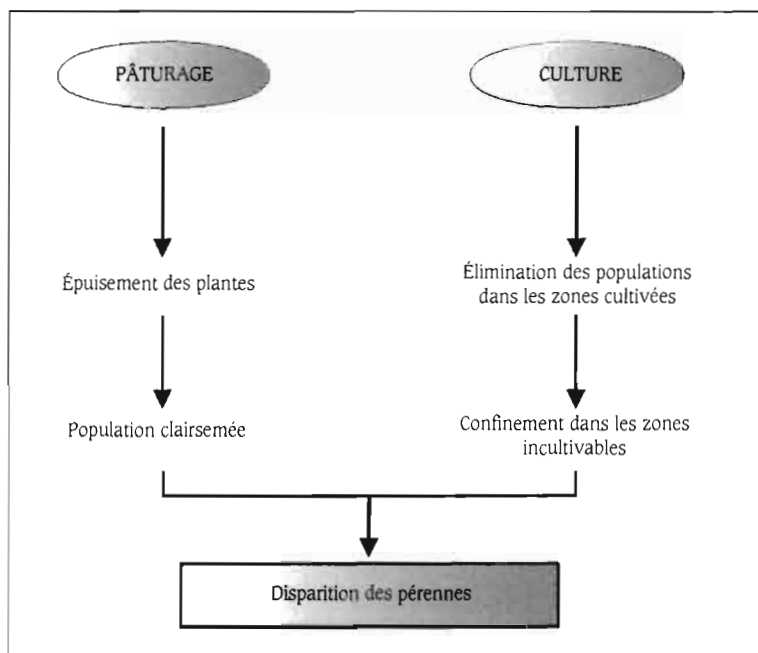 PÂTURAGE
CULTURE
Épuisement des plantes
Élimination des populations
dans les zones cultivées
Population clairsemée
Confinement dans les zones
incultivables
Disparition des pérennes